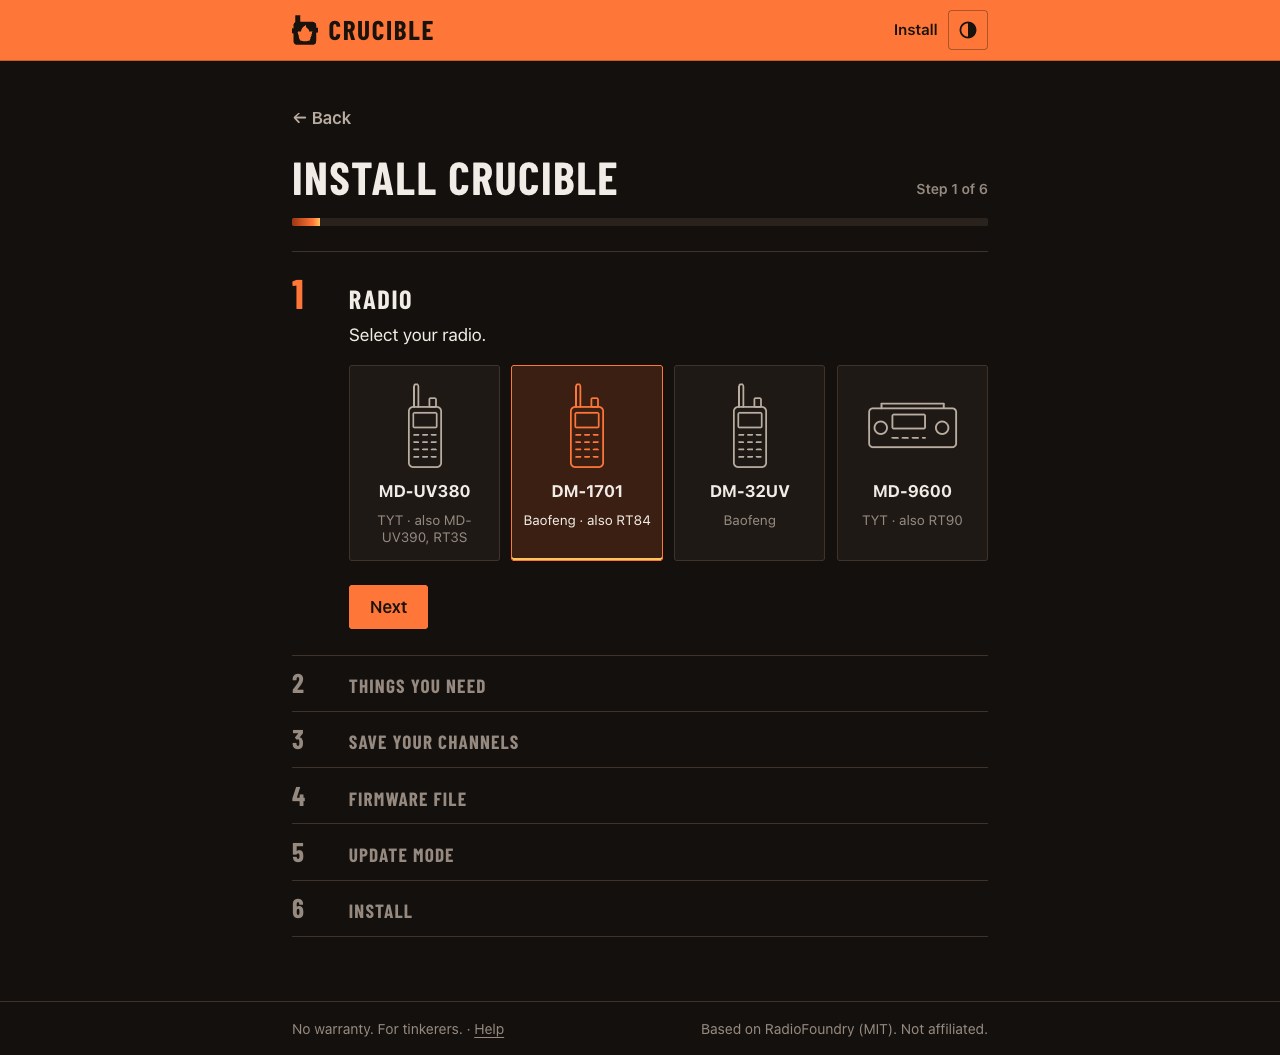 CRUCIBLE
Install
← Back
INSTALL CRUCIBLE
Step 1 of 6
1
RADIO
Select your radio.
MD-UV380
TYT · also MD-
UV390, RT3S
DM-1701
Baofeng · also RT84
DM-32UV
Baofeng
MD-9600
TYT · also RT90
Next
2
THINGS YOU NEED
3
SAVE YOUR CHANNELS
4
FIRMWARE FILE
5
UPDATE MODE
6
INSTALL
No warranty. For tinkerers. · Help
Based on RadioFoundry (MIT). Not affiliated.